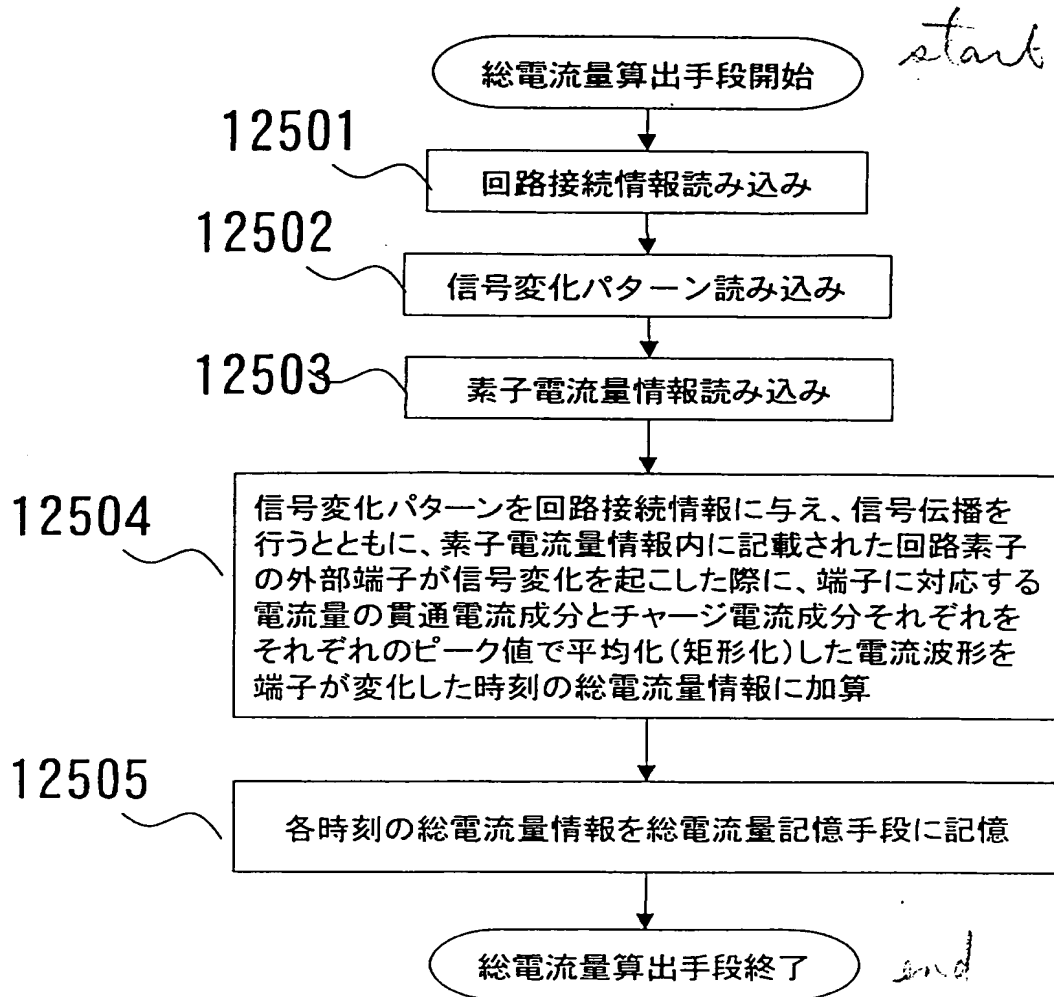 start
総電流量算出手段開始
12501
回路接続情報読み込み
12502
信号変化パターン読み込み
12503
素子電流量情報読み込み
12504
信号変化パターンを回路接続情報に与え、信号伝播を
行うとともに、素子電流量情報内に記載された回路素子
の外部端子が信号変化を起こした際に、端子に対応する
電流量の貫通電流成分とチャージ電流成分それぞれを
それぞれのピーク値で平均化(矩形化)した電流波形を
端子が変化した時刻の総電流量情報に加算
12505
各時刻の総電流量情報を総電流量記憶手段に記憶
総電流量算出手段終了
end